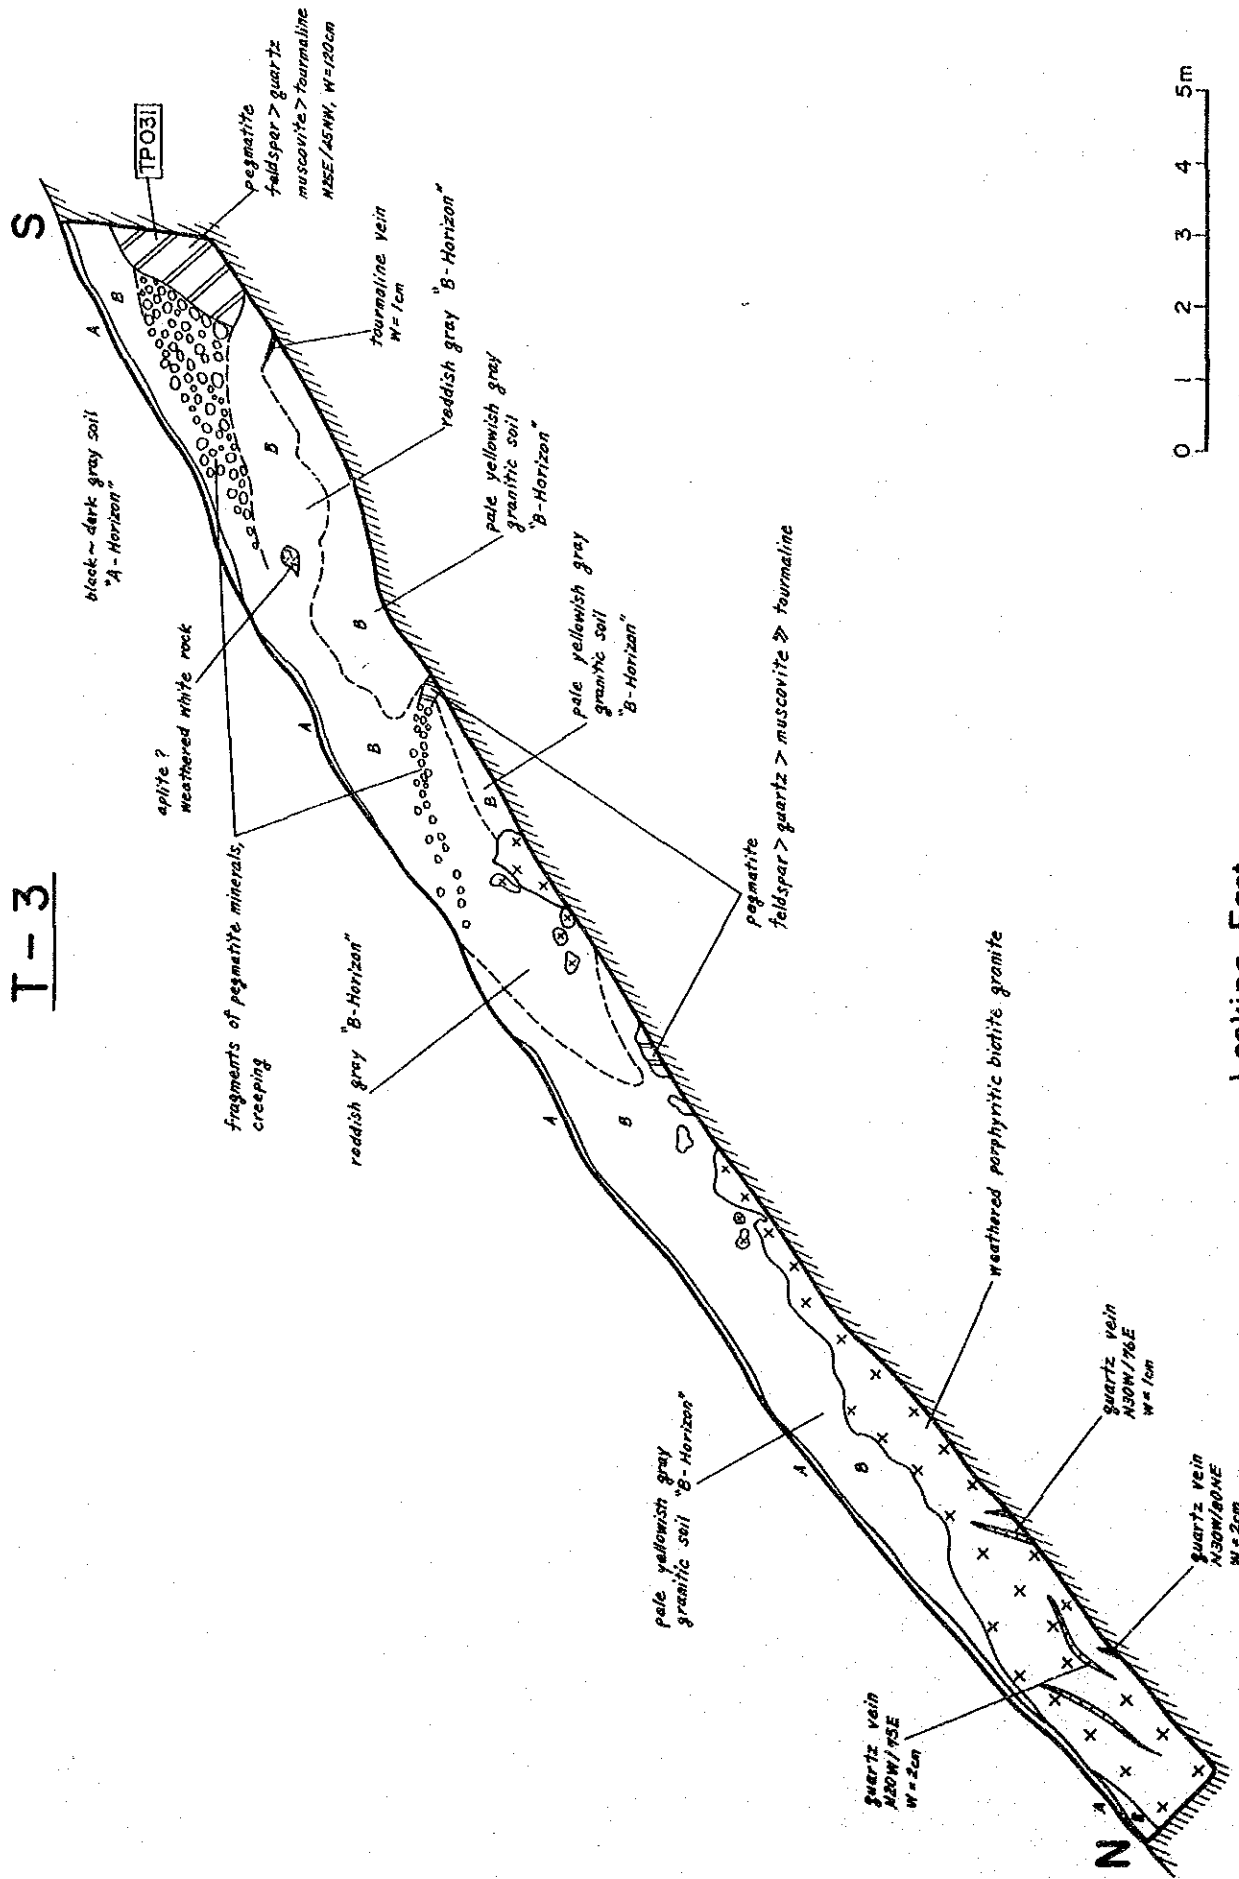 T - 3
S
N
TP031
pegmatite
feldspar > quartz
muscovite > tourmaline
N25E/45NW, W=120cm
black ~ dark gray soil
"A-Horizon"
tourmaline vein
W= 1cm
reddish gray "B-Horizon"
aplite ?
weathered white rock
pale yellowish gray
granitic soil
"B-Horizon"
pale yellowish gray
granitic soil
"B-Horizon"
fragments of pegmatite minerals,
creeping
reddish gray "B-Horizon"
pegmatite
feldspar > quartz > muscovite ≫ tourmaline
weathered porphyritic biotite granite
pale yellowish gray
granitic soil "B-Horizon"
quartz vein
N30W/76E
W= 1cm
quartz vein
N30W/80NE
W= 2cm
quartz vein
N20W/75E
W= 2cm
A
B
B
B
A
B
B
A
B
A
B
A
0 1 2 3 4 5m
Looking East